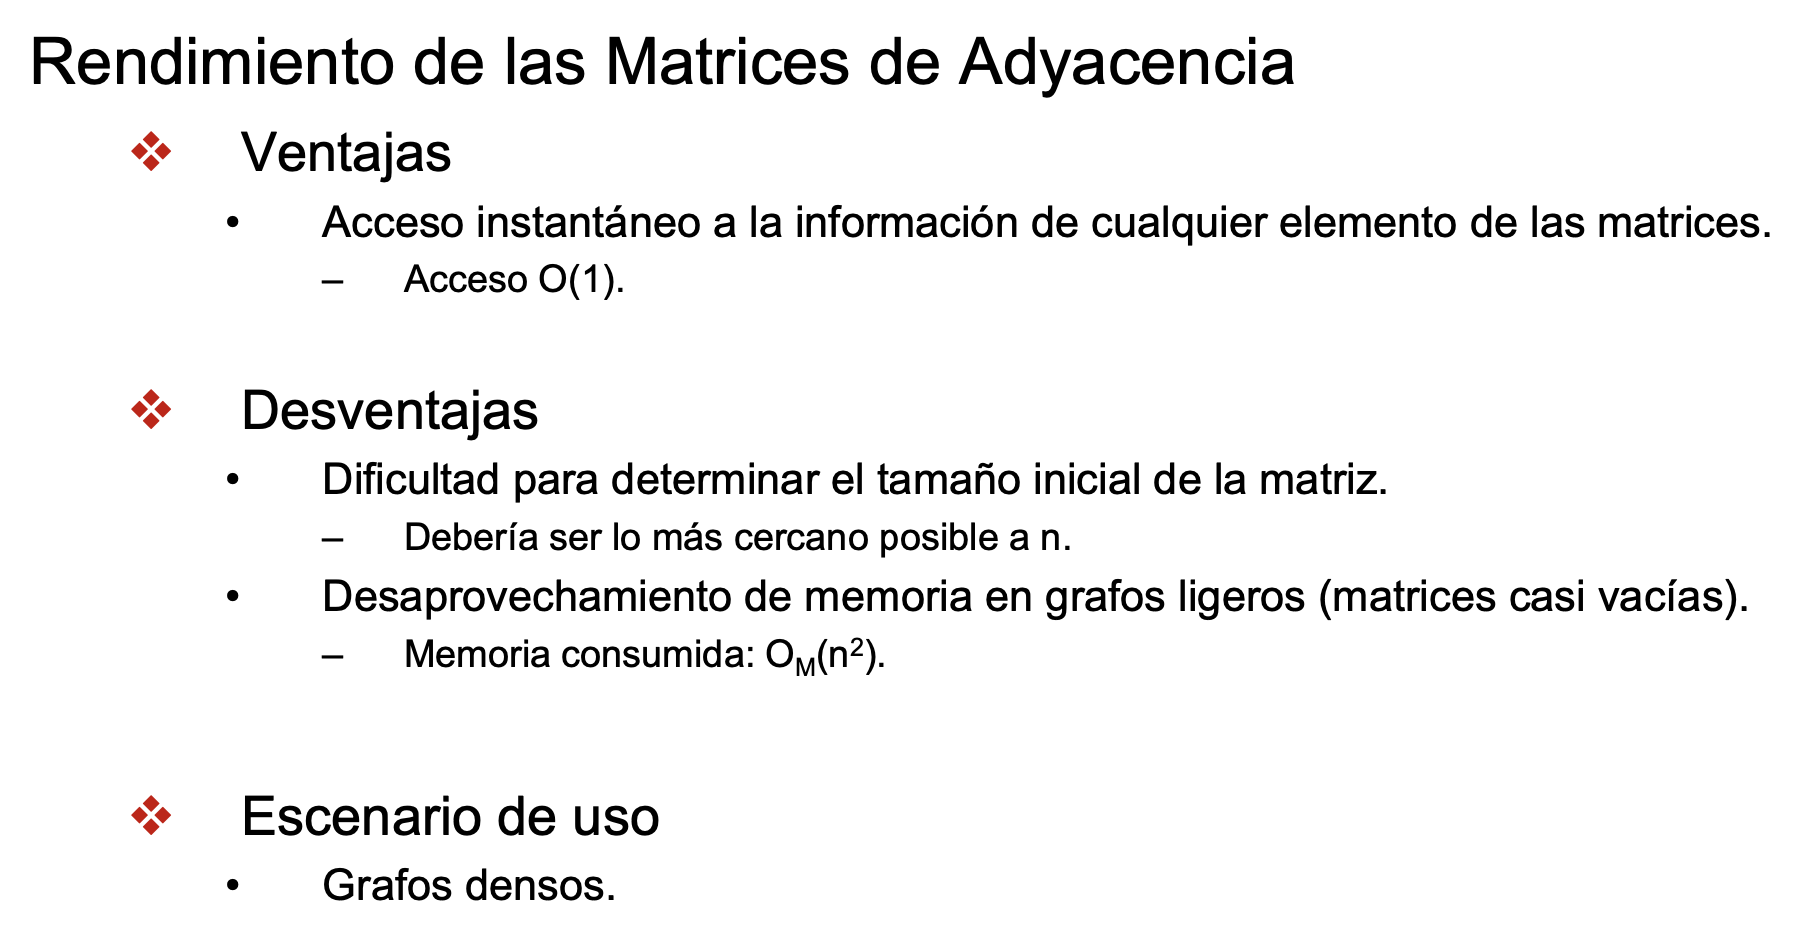 Rendimiento de las Matrices de Adyacencia
❖ Ventajas
• Acceso instantáneo a la información de cualquier elemento de las matrices.
– Acceso O(1).
❖ Desventajas
• Dificultad para determinar el tamaño inicial de la matriz.
– Debería ser lo más cercano posible a n.
• Desaprovechamiento de memoria en grafos ligeros (matrices casi vacías).
– Memoria consumida: O_M(n²).
❖ Escenario de uso
• Grafos densos.